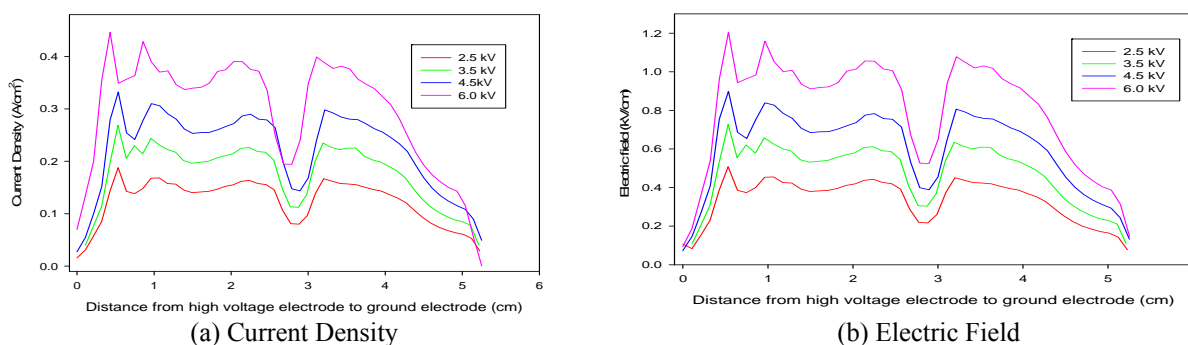 0.4
0.3
0.2
0.1
0.0
Current Density (A/cm²)
2.5 kV
3.5 kV
4.5kV
6.0 kV
0 1 2 3 4 5 6
Distance from high voltage electrode to ground electrode (cm)
(a) Current Density
1.2
1.0
0.8
0.6
0.4
0.2
0.0
Electric field (kV/cm)
2.5 kV
3.5 kV
4.5 kV
6.0 kV
0 1 2 3 4 5
Distance from high voltage electrode to ground electrode (cm)
(b) Electric Field